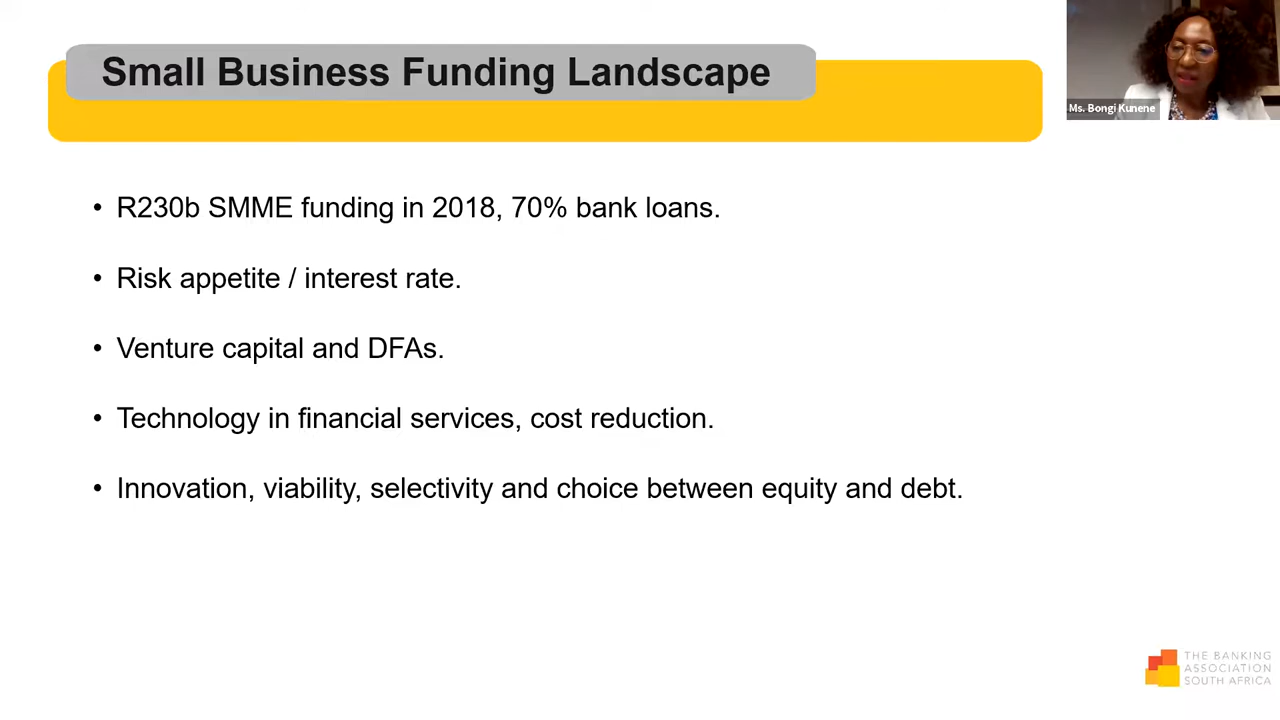 Small Business Funding Landscape
Ms. Bongi Kunene
• R230b SMME funding in 2018, 70% bank loans.
• Risk appetite / interest rate.
• Venture capital and DFAs.
• Technology in financial services, cost reduction.
• Innovation, viability, selectivity and choice between equity and debt.
THE BANKING
ASSOCIATION
SOUTH AFRICA